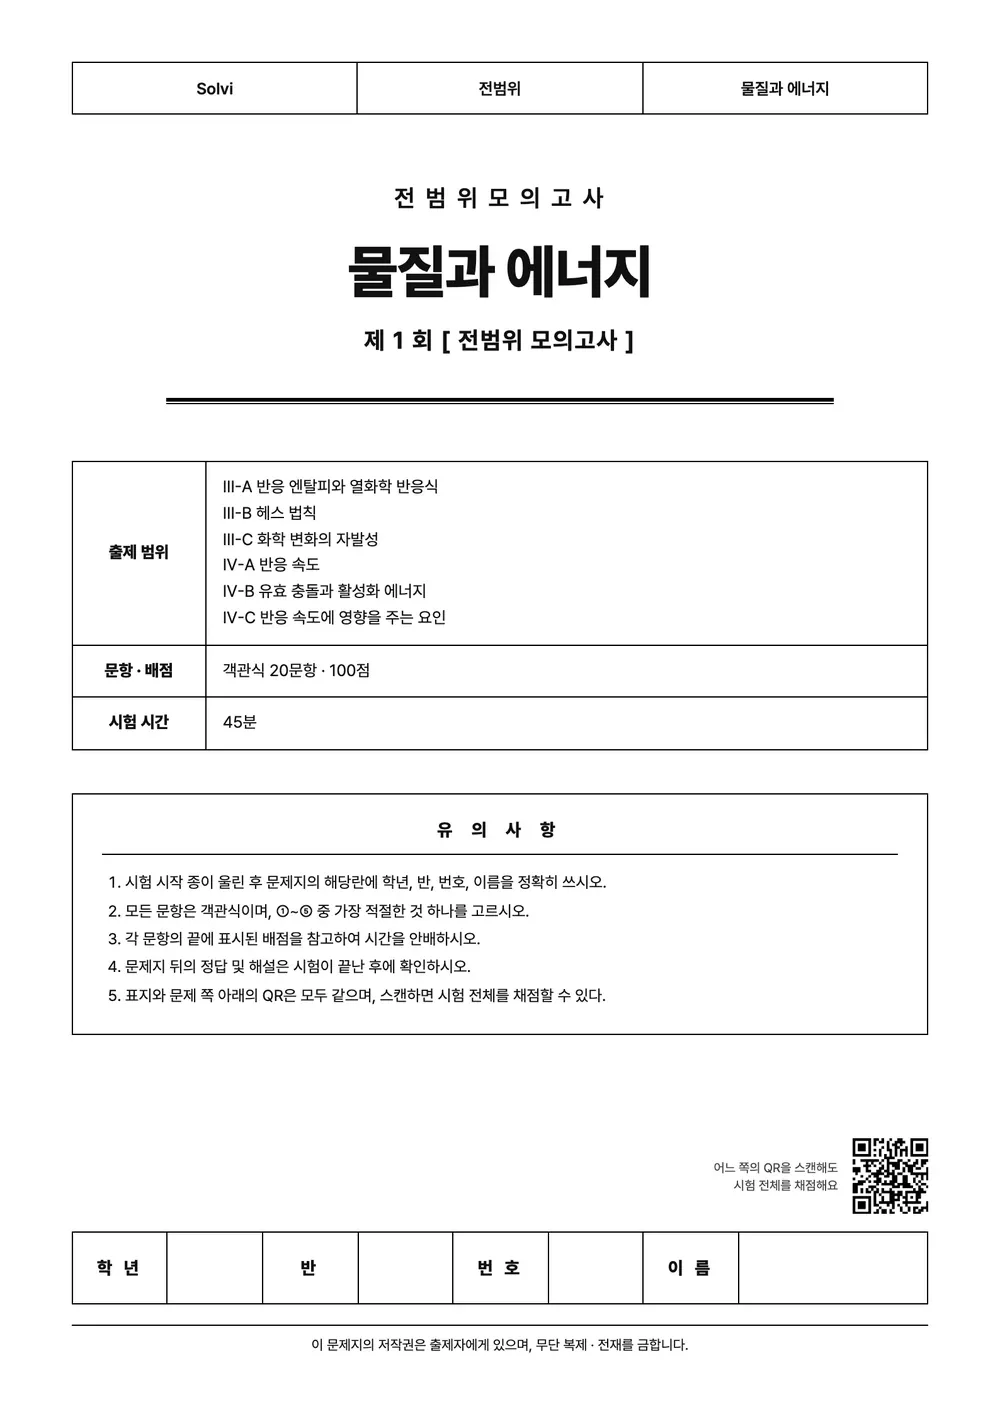 Solvi
전범위
물질과 에너지
전 범 위 모 의 고 사
물질과 에너지
제 1 회 [ 전범위 모의고사 ]
출제 범위
III-A 반응 엔탈피와 열화학 반응식
III-B 헤스 법칙
III-C 화학 변화의 자발성
IV-A 반응 속도
IV-B 유효 충돌과 활성화 에너지
IV-C 반응 속도에 영향을 주는 요인
문항 · 배점
객관식 20문항 · 100점
시험 시간
45분
유 의 사 항
1. 시험 시작 종이 울린 후 문제지의 해당란에 학년, 반, 번호, 이름을 정확히 쓰시오.
2. 모든 문항은 객관식이며, ①~⑤ 중 가장 적절한 것 하나를 고르시오.
3. 각 문항의 끝에 표시된 배점을 참고하여 시간을 안배하시오.
4. 문제지 뒤의 정답 및 해설은 시험이 끝난 후에 확인하시오.
5. 표지와 문제 쪽 아래의 QR은 모두 같으며, 스캔하면 시험 전체를 채점할 수 있다.
어느 쪽의 QR을 스캔해도
시험 전체를 채점해요
학 년
반
번 호
이 름
이 문제지의 저작권은 출제자에게 있으며, 무단 복제 · 전재를 금합니다.